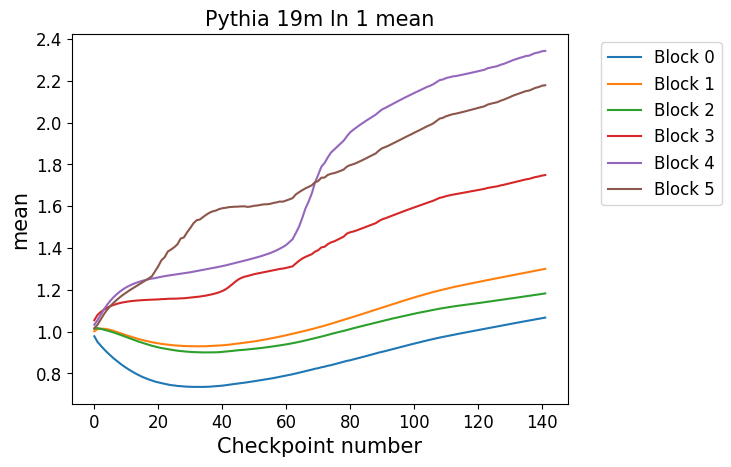 Pythia 19m ln 1 mean
mean
2.4
2.2
2.0
1.8
1.6
1.4
1.2
1.0
0.8
0 20 40 60 80 100 120 140
Checkpoint number
Block 0
Block 1
Block 2
Block 3
Block 4
Block 5